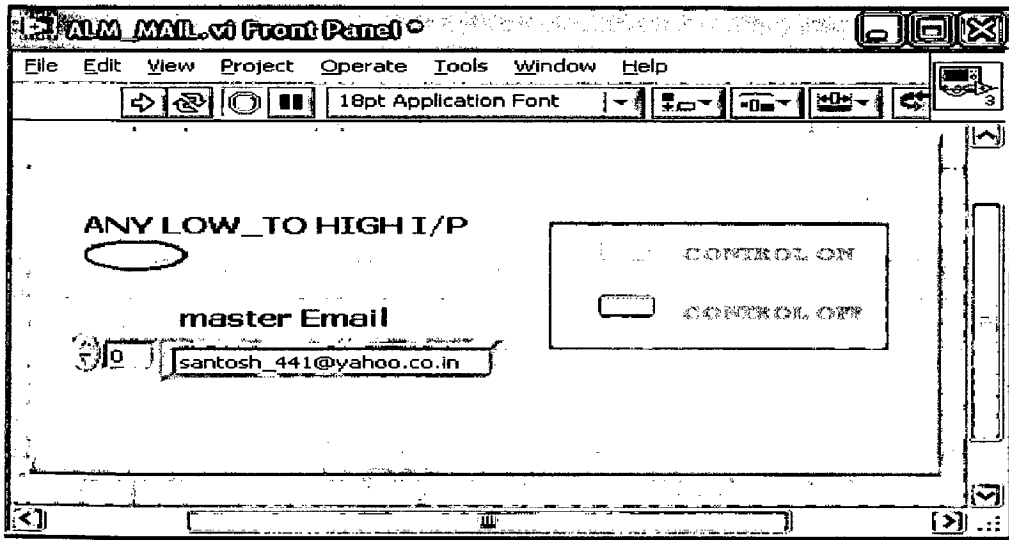 ALM_MAIL.vi Front Panel
File Edit View Project Operate Tools Window Help
18pt Application Font
3
ANY LOW_TO HIGH I/P
CONTROL ON
CONTROL OFF
master Email
0
santosh_441@yahoo.co.in